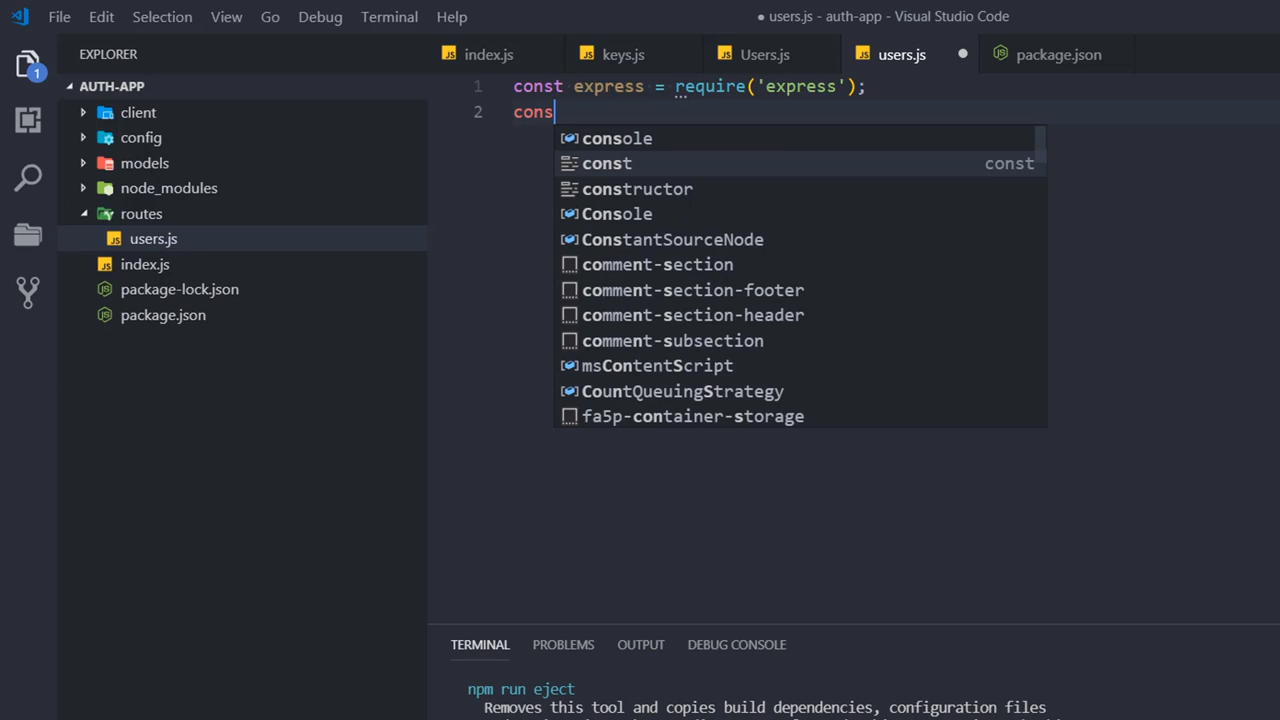 File Edit Selection View Go Debug Terminal Help
● users.js - auth-app - Visual Studio Code
EXPLORER
index.js
keys.js
Users.js
users.js
package.json
1
AUTH-APP
client
config
models
node_modules
routes
users.js
index.js
package-lock.json
package.json
1 const express = require('express');
2 cons
console
const const
constructor
Console
ConstantSourceNode
comment-section
comment-section-footer
comment-section-header
comment-subsection
msContentScript
CountQueuingStrategy
fa5p-container-storage
TERMINAL PROBLEMS OUTPUT DEBUG CONSOLE
npm run eject
Removes this tool and copies build dependencies, configuration files